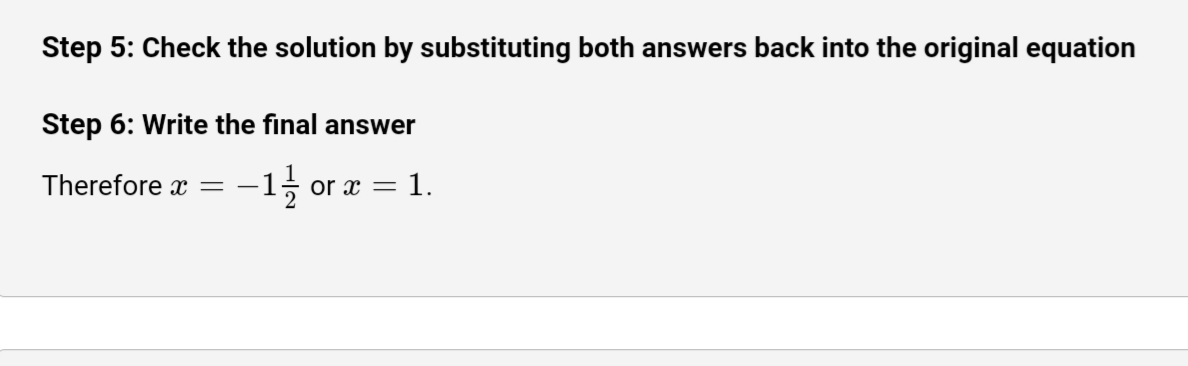 Step 5: Check the solution by substituting both answers back into the original equation
Step 6: Write the final answer
Therefore x = −1 1/2 or x = 1.